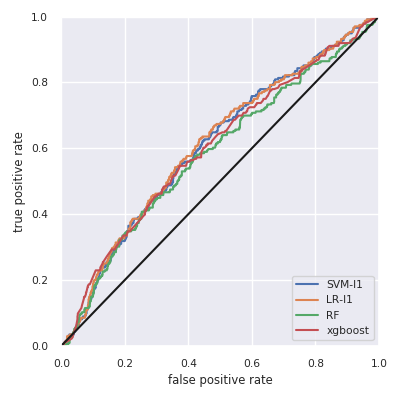 1.0
0.8
0.6
0.4
0.2
0.0
true positive rate
0.0 0.2 0.4 0.6 0.8 1.0
false positive rate
SVM-l1
LR-l1
RF
xgboost